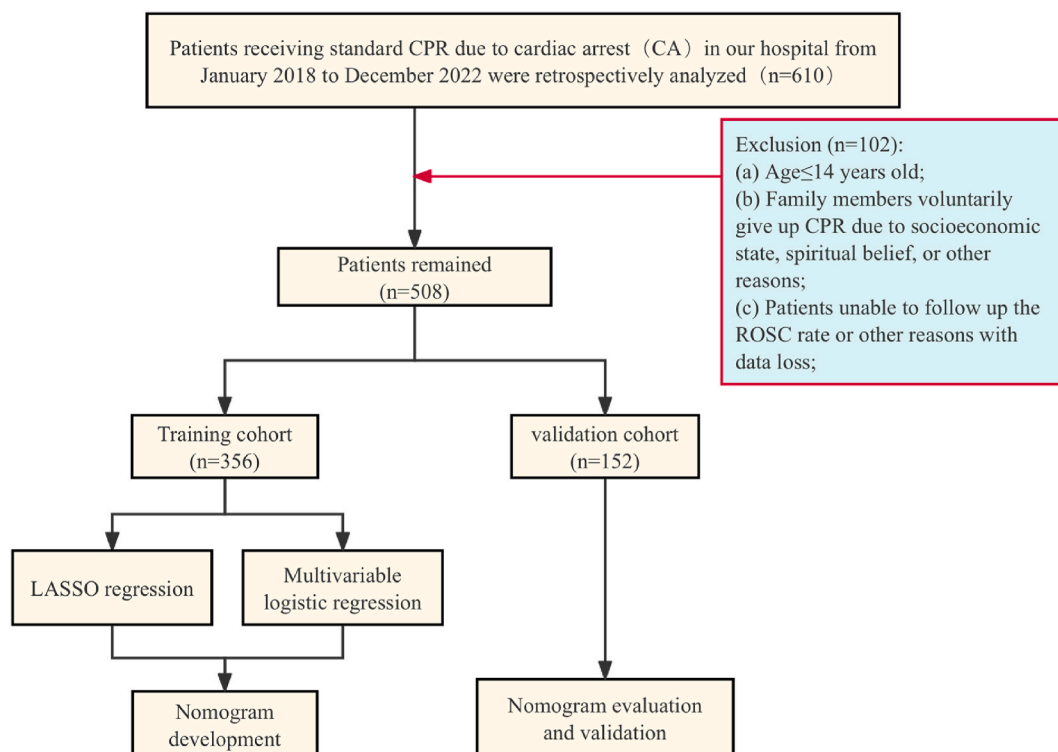 Patients receiving standard CPR due to cardiac arrest（CA）in our hospital from
January 2018 to December 2022 were retrospectively analyzed（n=610）
Exclusion (n=102):
(a) Age≤14 years old;
(b) Family members voluntarily
give up CPR due to socioeconomic
state, spiritual belief, or other
reasons;
(c) Patients unable to follow up the
ROSC rate or other reasons with
data loss;
Patients remained
(n=508)
Training cohort
(n=356)
validation cohort
(n=152)
LASSO regression
Multivariable
logistic regression
Nomogram
development
Nomogram evaluation
and validation